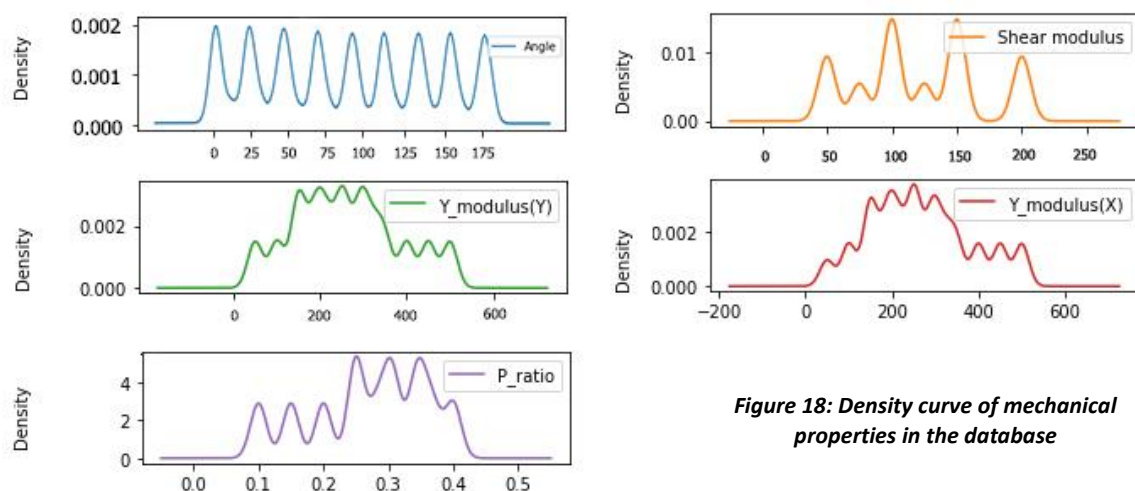 Density
0.002
0.001
0.000
Angle
0 25 50 75 100 125 150 175
Density
0.01
0.00
Shear modulus
0 50 100 150 200 250
Density
0.002
0.000
Y_modulus(Y)
0 200 400 600
Density
0.002
0.000
Y_modulus(X)
−200 0 200 400 600
Density
4
2
0
P_ratio
0.0 0.1 0.2 0.3 0.4 0.5
Figure 18: Density curve of mechanical
properties in the database